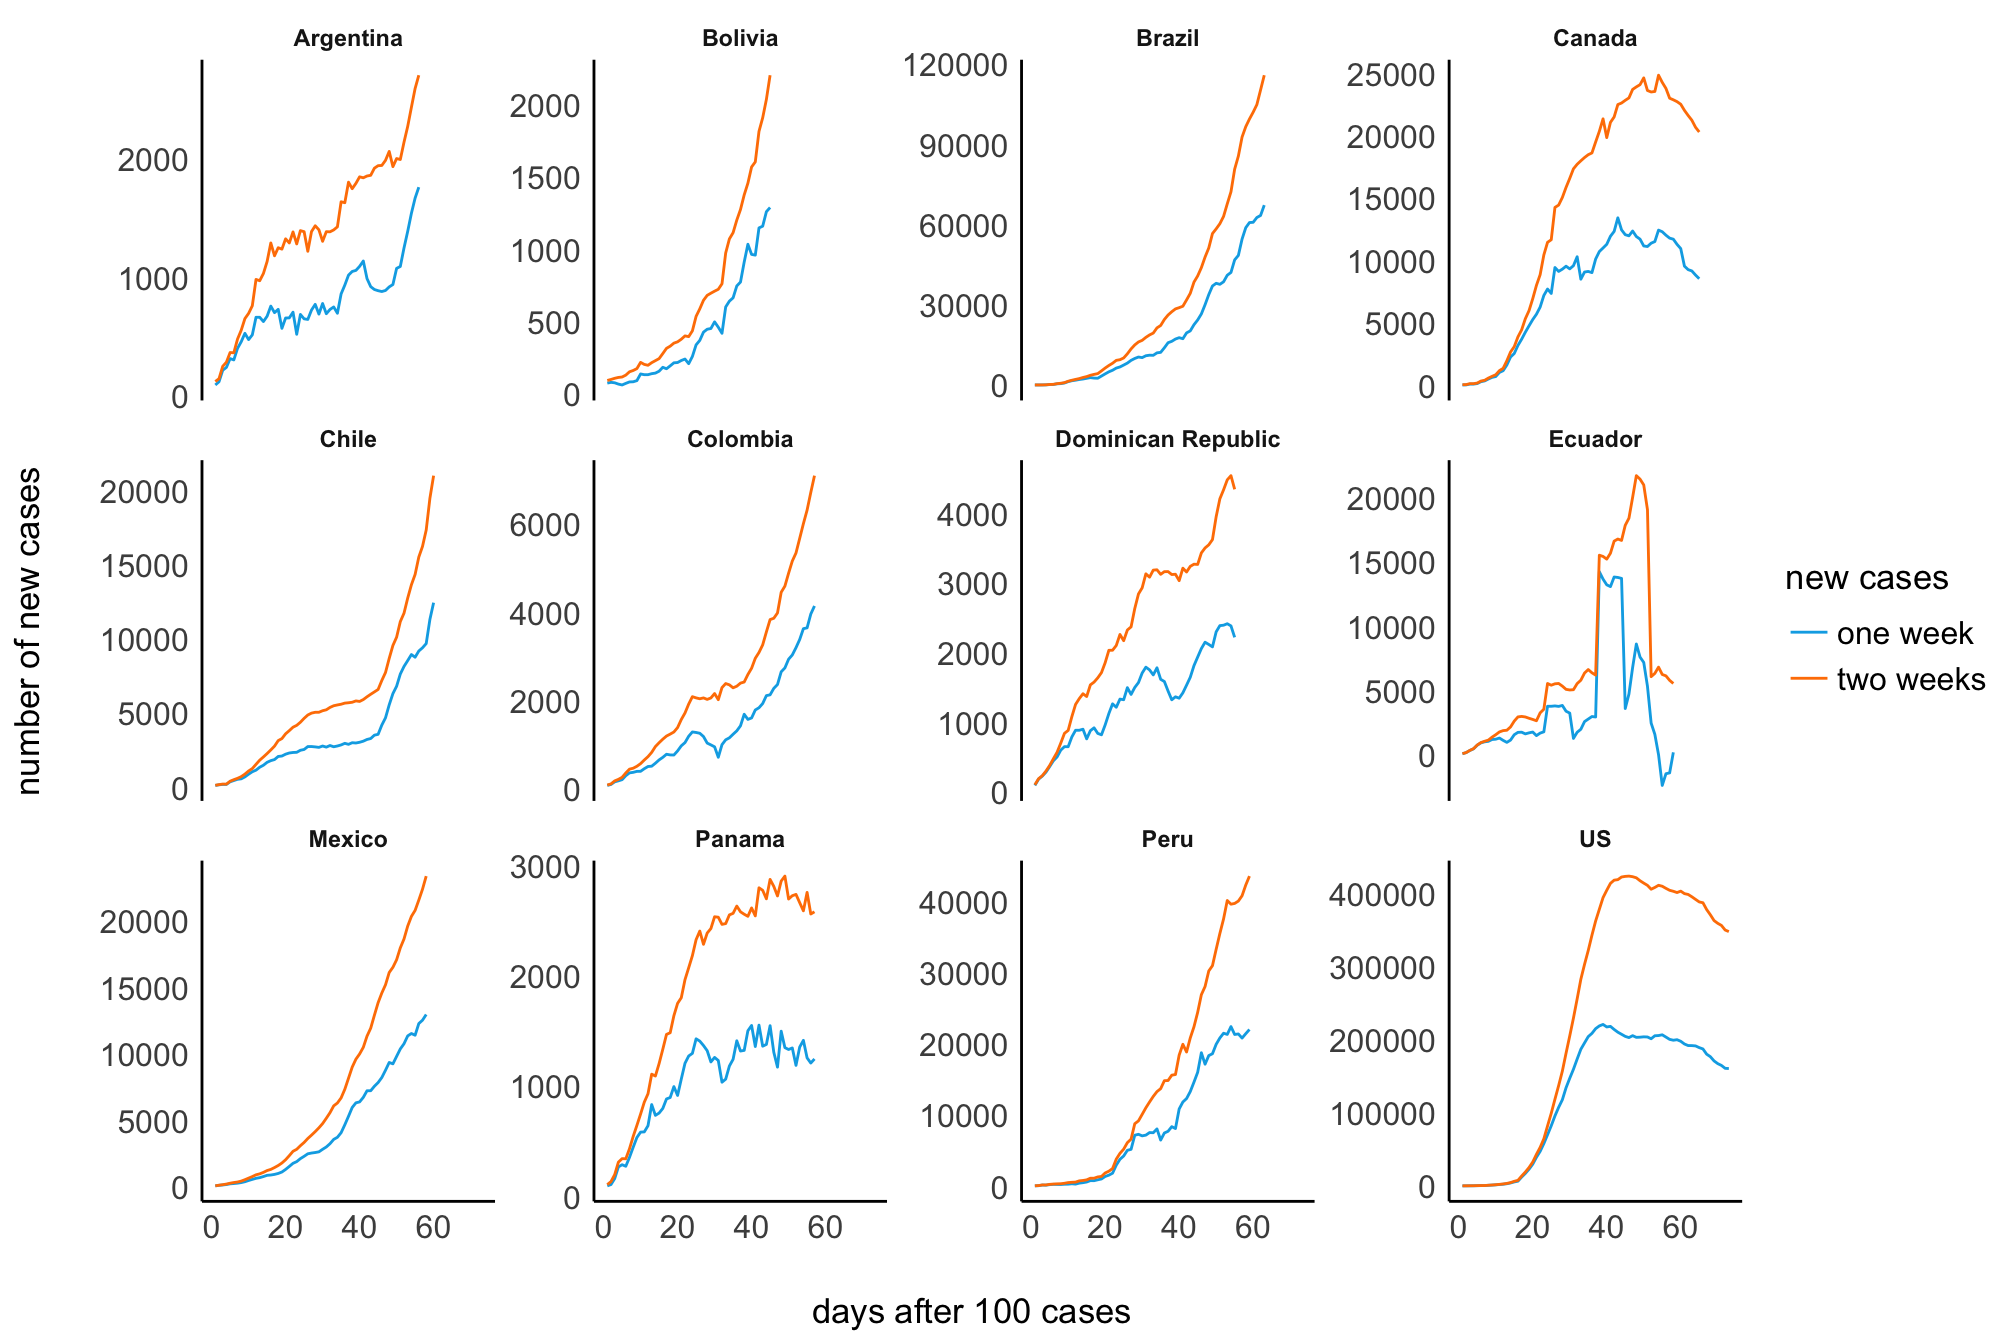 Argentina
Bolivia
Brazil
Canada
2000
1000
0
2000
1500
1000
500
0
120000
90000
60000
30000
0
25000
20000
15000
10000
5000
0
Chile
Colombia
Dominican Republic
Ecuador
20000
15000
10000
5000
0
6000
4000
2000
0
4000
3000
2000
1000
0
20000
15000
10000
5000
0
Mexico
Panama
Peru
US
20000
15000
10000
5000
0
3000
2000
1000
0
40000
30000
20000
10000
0
400000
300000
200000
100000
0
0 20 40 60
0 20 40 60
0 20 40 60
0 20 40 60
number of new cases
days after 100 cases
new cases
one week
two weeks